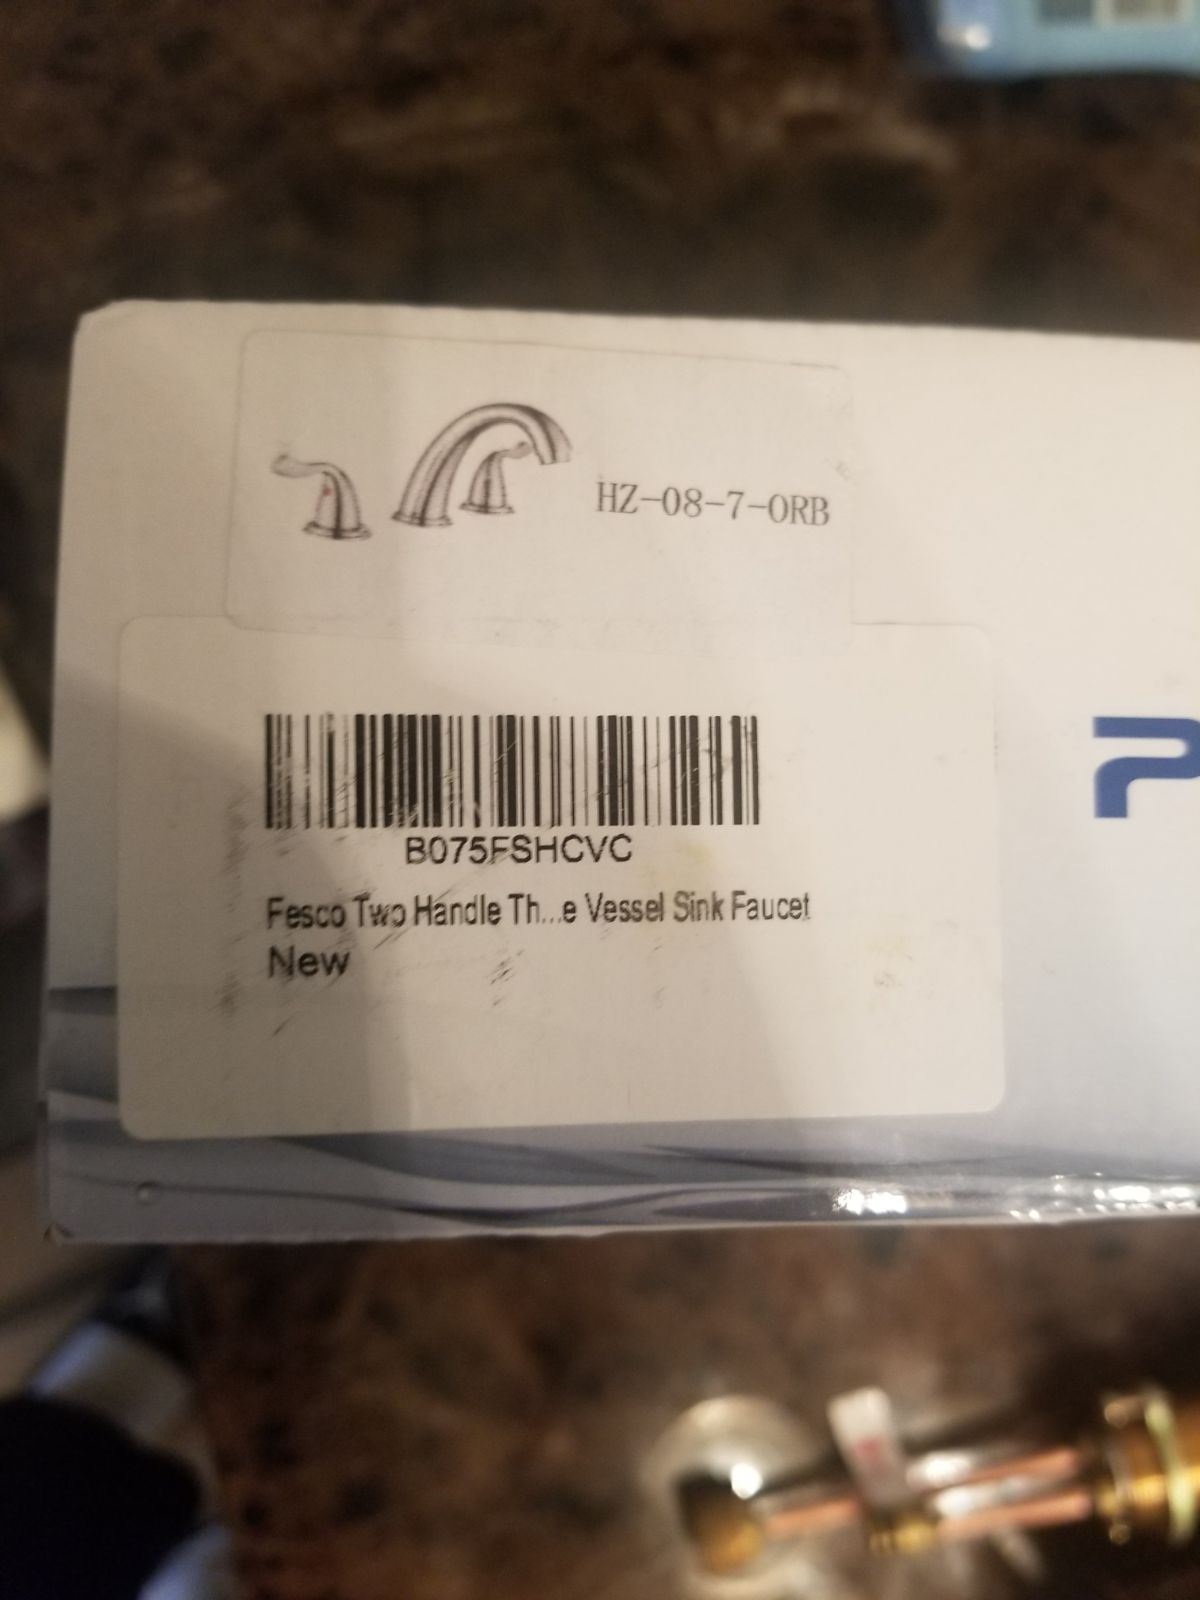 HZ-08-7-ORB
B075FSHCVC
Fesco Two Handle Th...e Vessel Sink Faucet
New
P